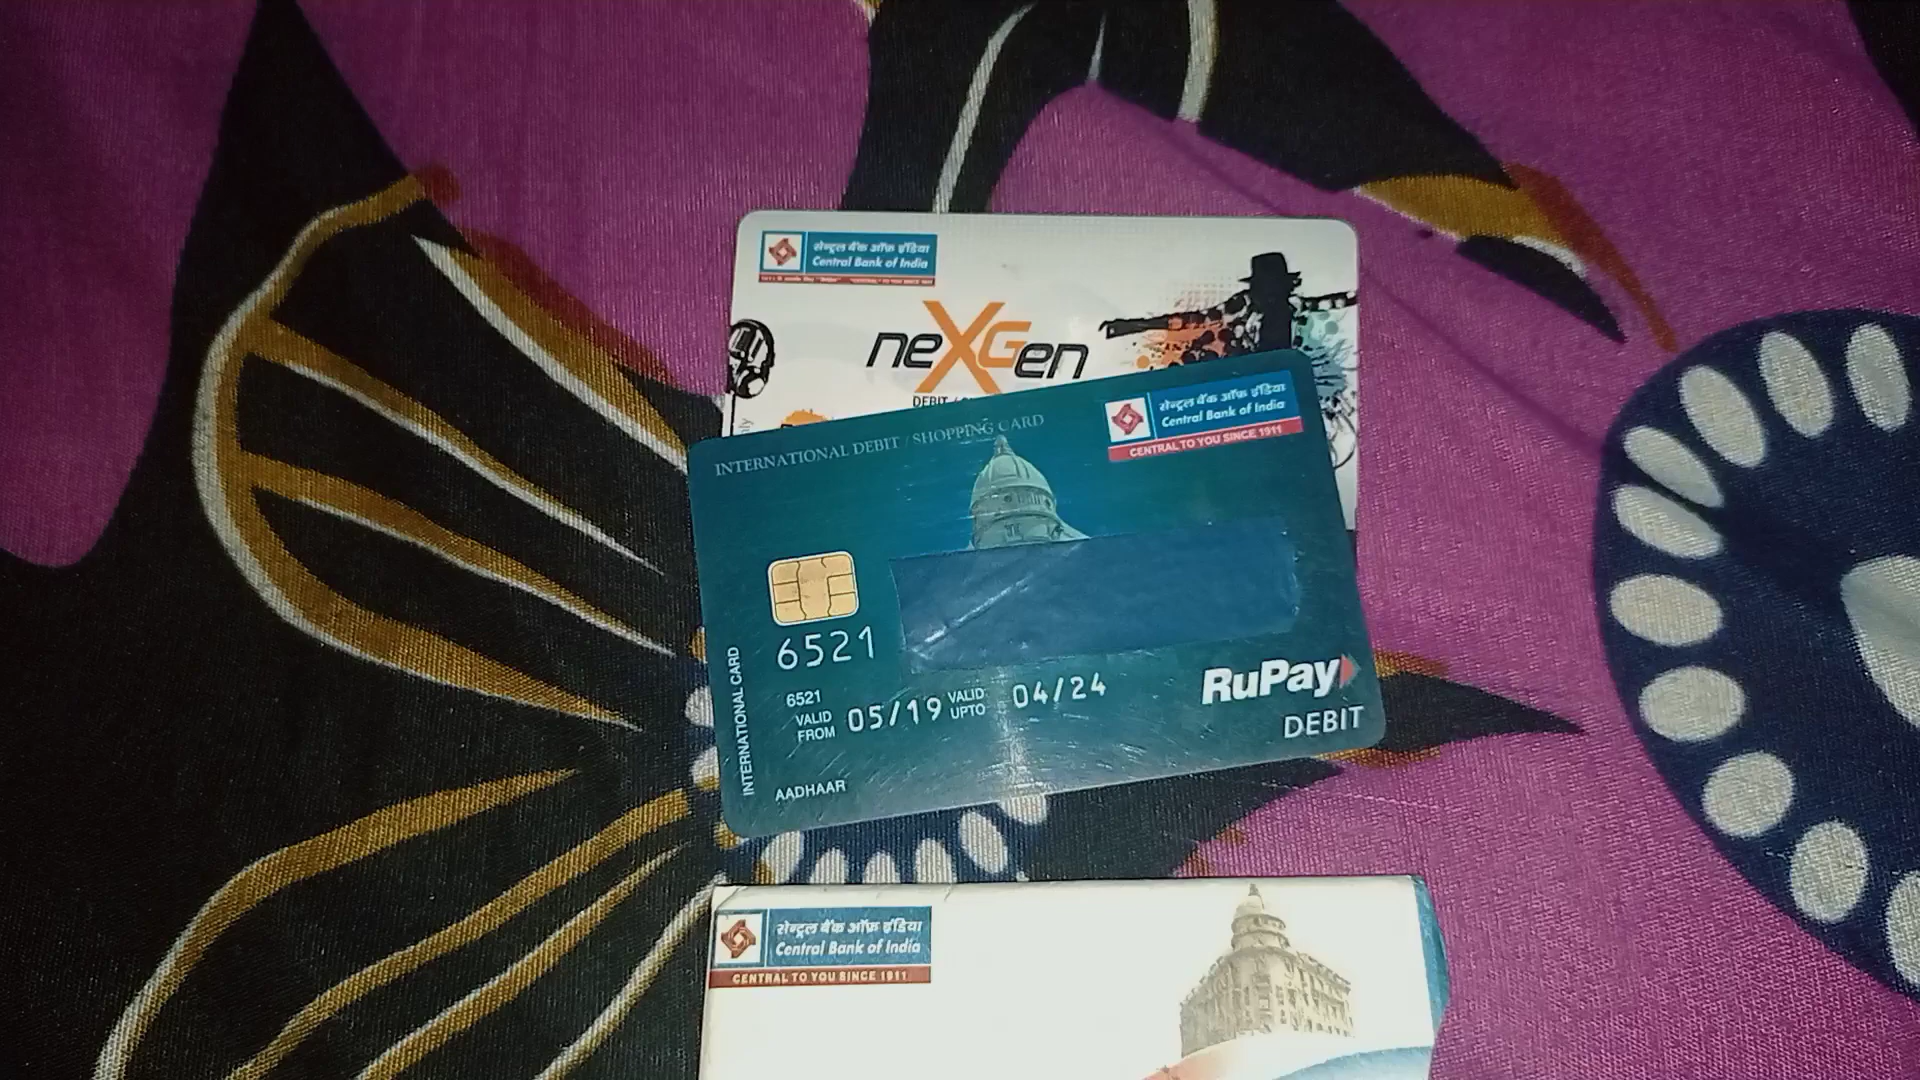 सेन्ट्रल बैंक ऑफ़ इंडिया
Central Bank of India
neXGen
DEBIT /
INTERNATIONAL DEBIT / SHOPPING CARD
सेन्ट्रल बैंक ऑफ़ इंडिया
Central Bank of India
CENTRAL TO YOU SINCE 1911
6521
6521
VALID FROM 05/19 VALID UPTO 04/24
RuPay
DEBIT
INTERNATIONAL CARD
AADHAAR
सेन्ट्रल बैंक ऑफ़ इंडिया
Central Bank of India
CENTRAL TO YOU SINCE 1911